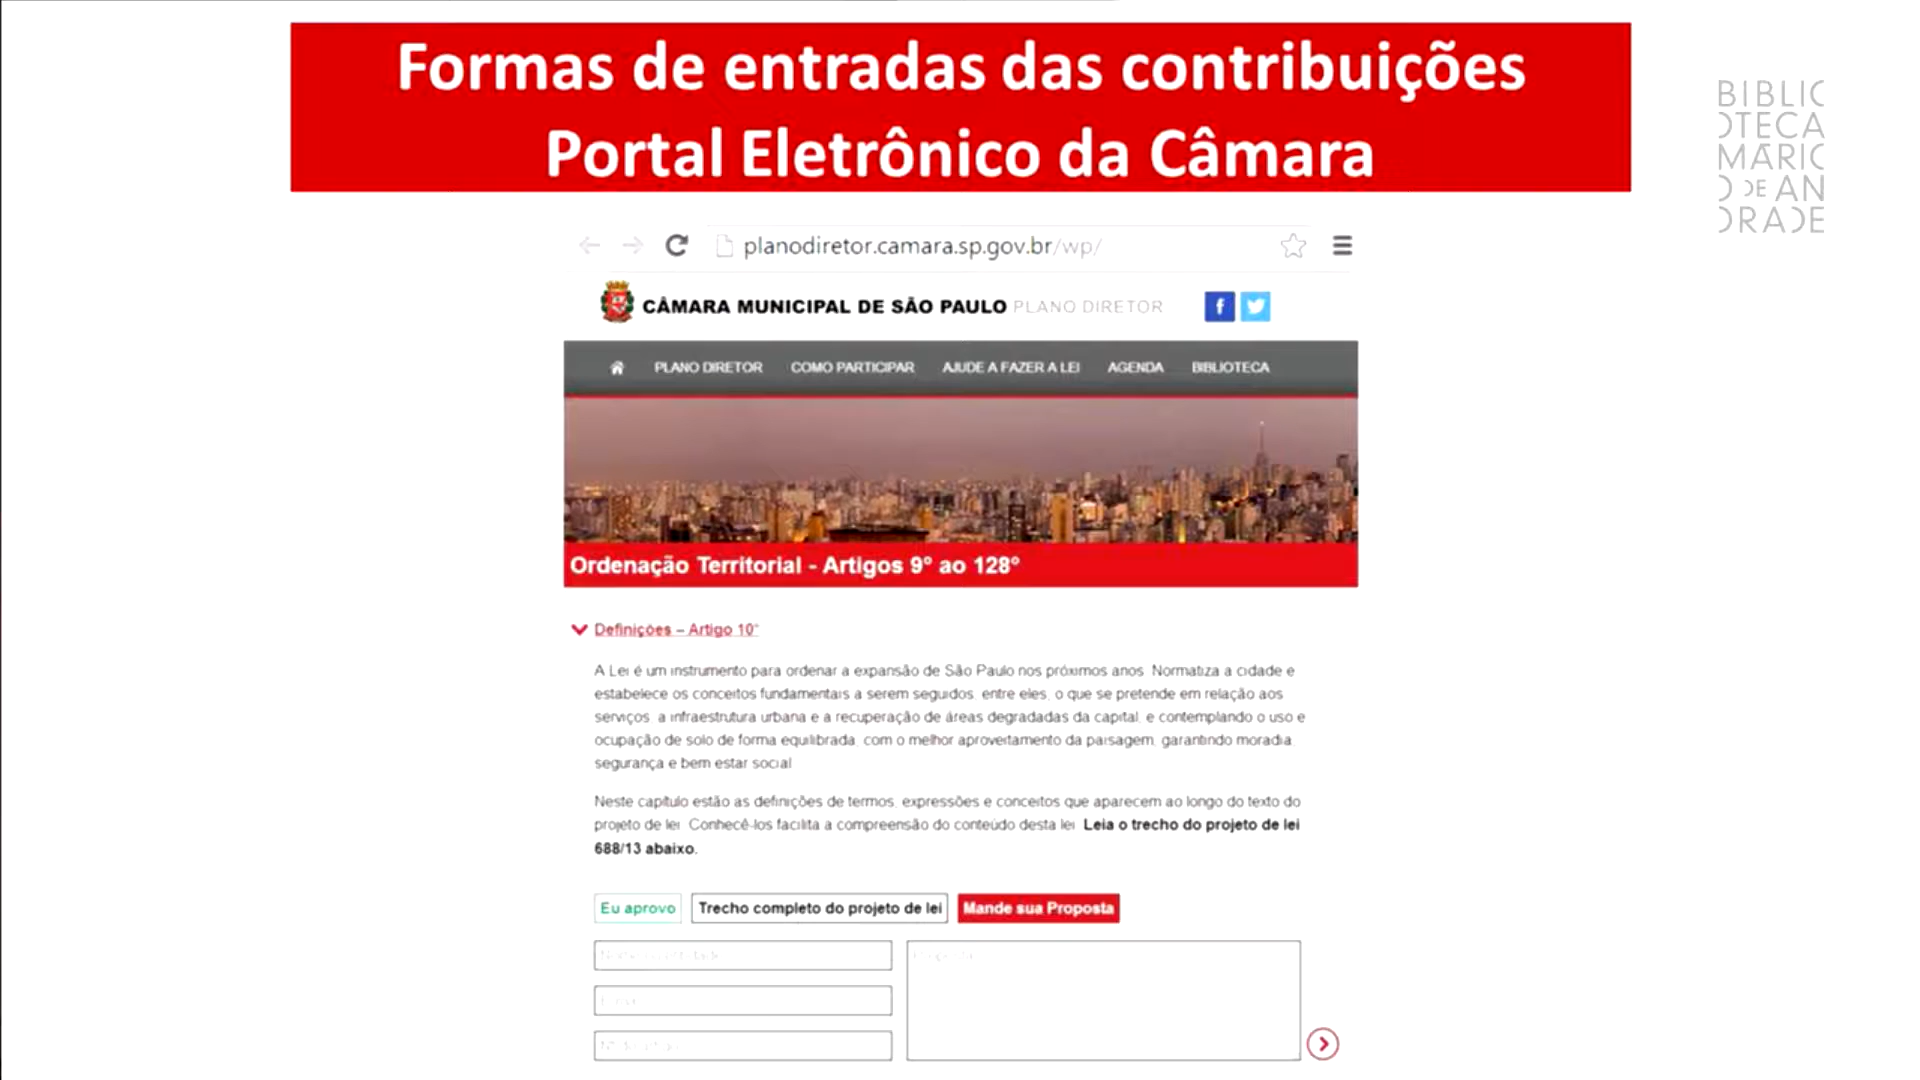 Formas de entradas das contribuições
Portal Eletrônico da Câmara
BIBLIO
OTECA
MÁRIO
O DE AN
DRADE
planodiretor.camara.sp.gov.br/wp/
CÂMARA MUNICIPAL DE SÃO PAULO PLANO DIRETOR
PLANO DIRETOR COMO PARTICIPAR AJUDE A FAZER A LEI AGENDA BIBLIOTECA
Ordenação Territorial - Artigos 9° ao 128°
Definições – Artigo 10°
A Lei é um instrumento para ordenar a expansão de São Paulo nos próximos anos. Normatiza a cidade e
estabelece os conceitos fundamentais a serem seguidos, entre eles, o que se pretende em relação aos
serviços, a infraestrutura urbana e a recuperação de áreas degradadas da capital, e contemplando o uso e
ocupação de solo de forma equilibrada, com o melhor aproveitamento da paisagem, garantindo moradia,
segurança e bem estar social
Neste capítulo estão as definições de termos, expressões e conceitos que aparecem ao longo do texto do
projeto de lei. Conhecê-los facilita a compreensão do conteúdo desta lei. Leia o trecho do projeto de lei
688/13 abaixo.
Eu aprovo Trecho completo do projeto de lei Mande sua Proposta